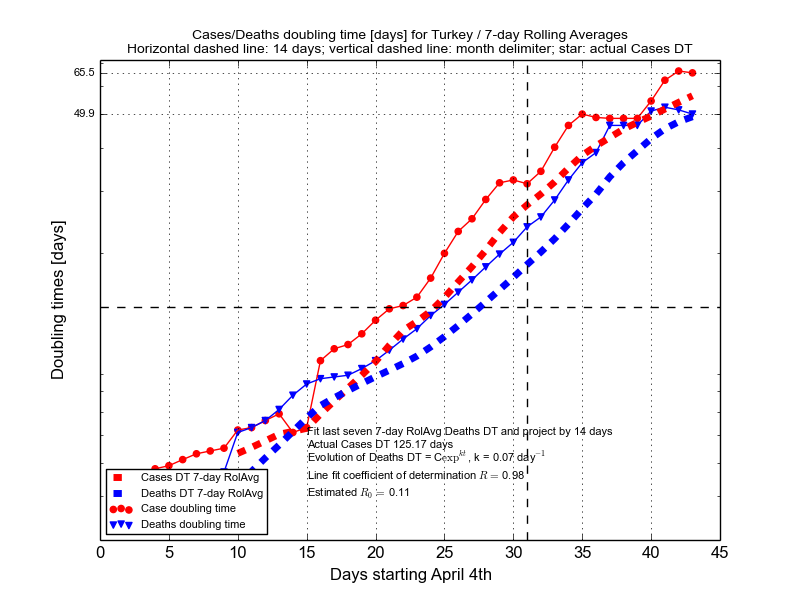 Cases/Deaths doubling time [days] for Turkey / 7-day Rolling Averages
Horizontal dashed line: 14 days; vertical dashed line: month delimiter; star: actual Cases DT
65.5
49.9
Doubling times [days]
Fit last seven 7-day RolAvg Deaths DT and project by 14 days
Actual Cases DT 125.17 days
Evolution of Deaths DT = Cexp^{kt}, k = 0.07 day^{-1}
Line fit coefficient of determination R = 0.98
Estimated R_0 = 0.11
Cases DT 7-day RolAvg
Deaths DT 7-day RolAvg
Case doubling time
Deaths doubling time
0 5 10 15 20 25 30 35 40 45
Days starting April 4th